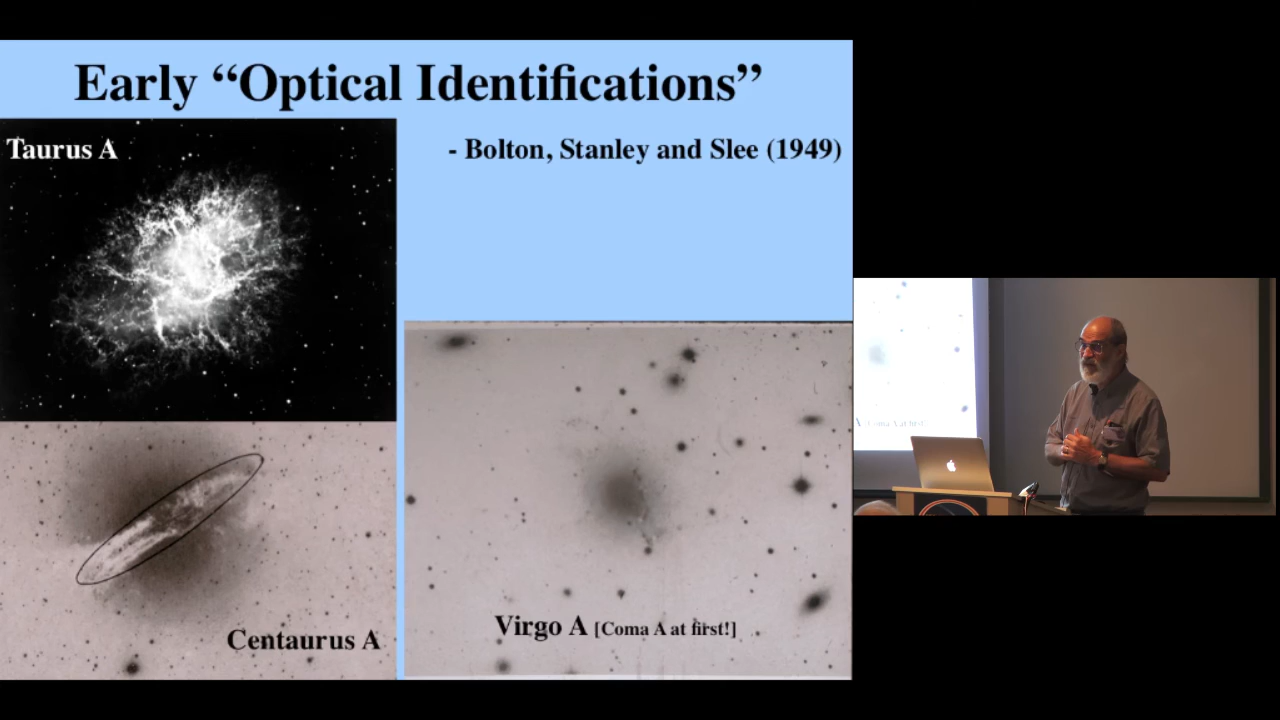 Early “Optical Identifications”
Taurus A
- Bolton, Stanley and Slee (1949)
Centaurus A
Virgo A [Coma A at first!]